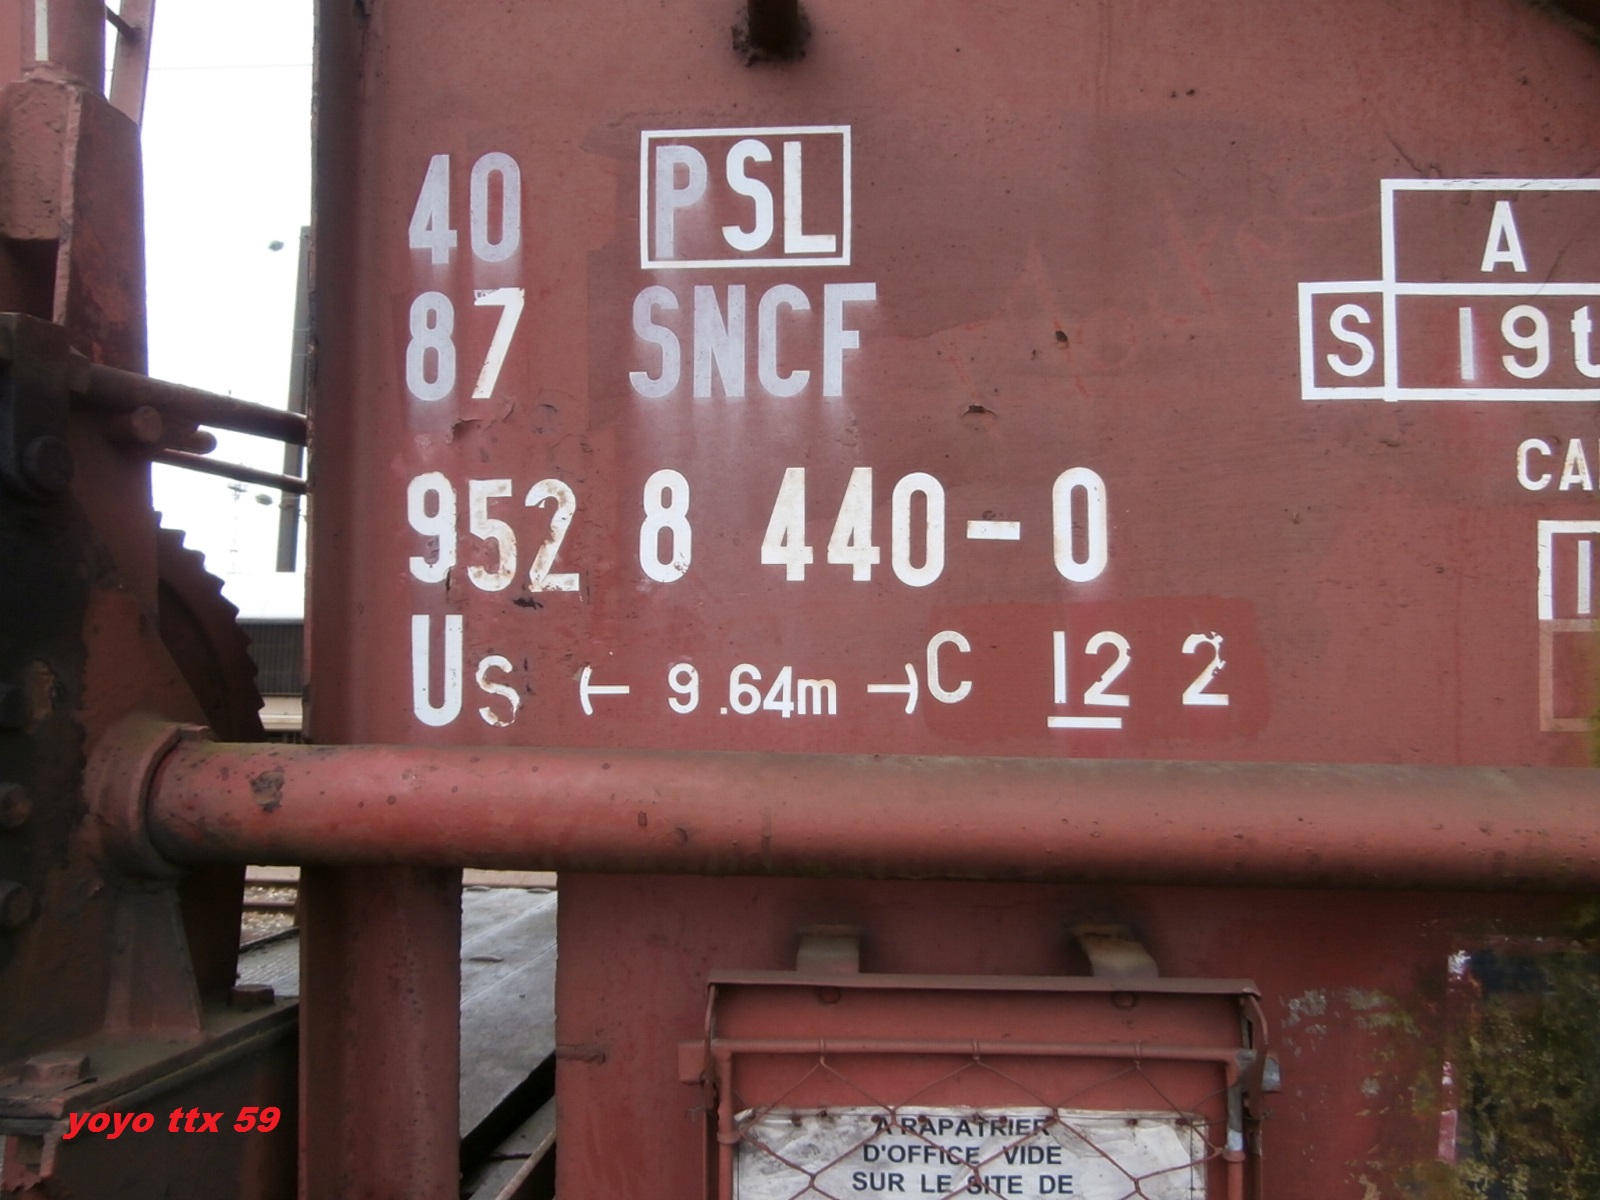 40 PSL
87 SNCF
952 8 440-0
Us 9.64m C 12 2
A
S 19t
yoyo ttx 59
A RAPATRIER
D'OFFICE VIDE
SUR LE SITE DE